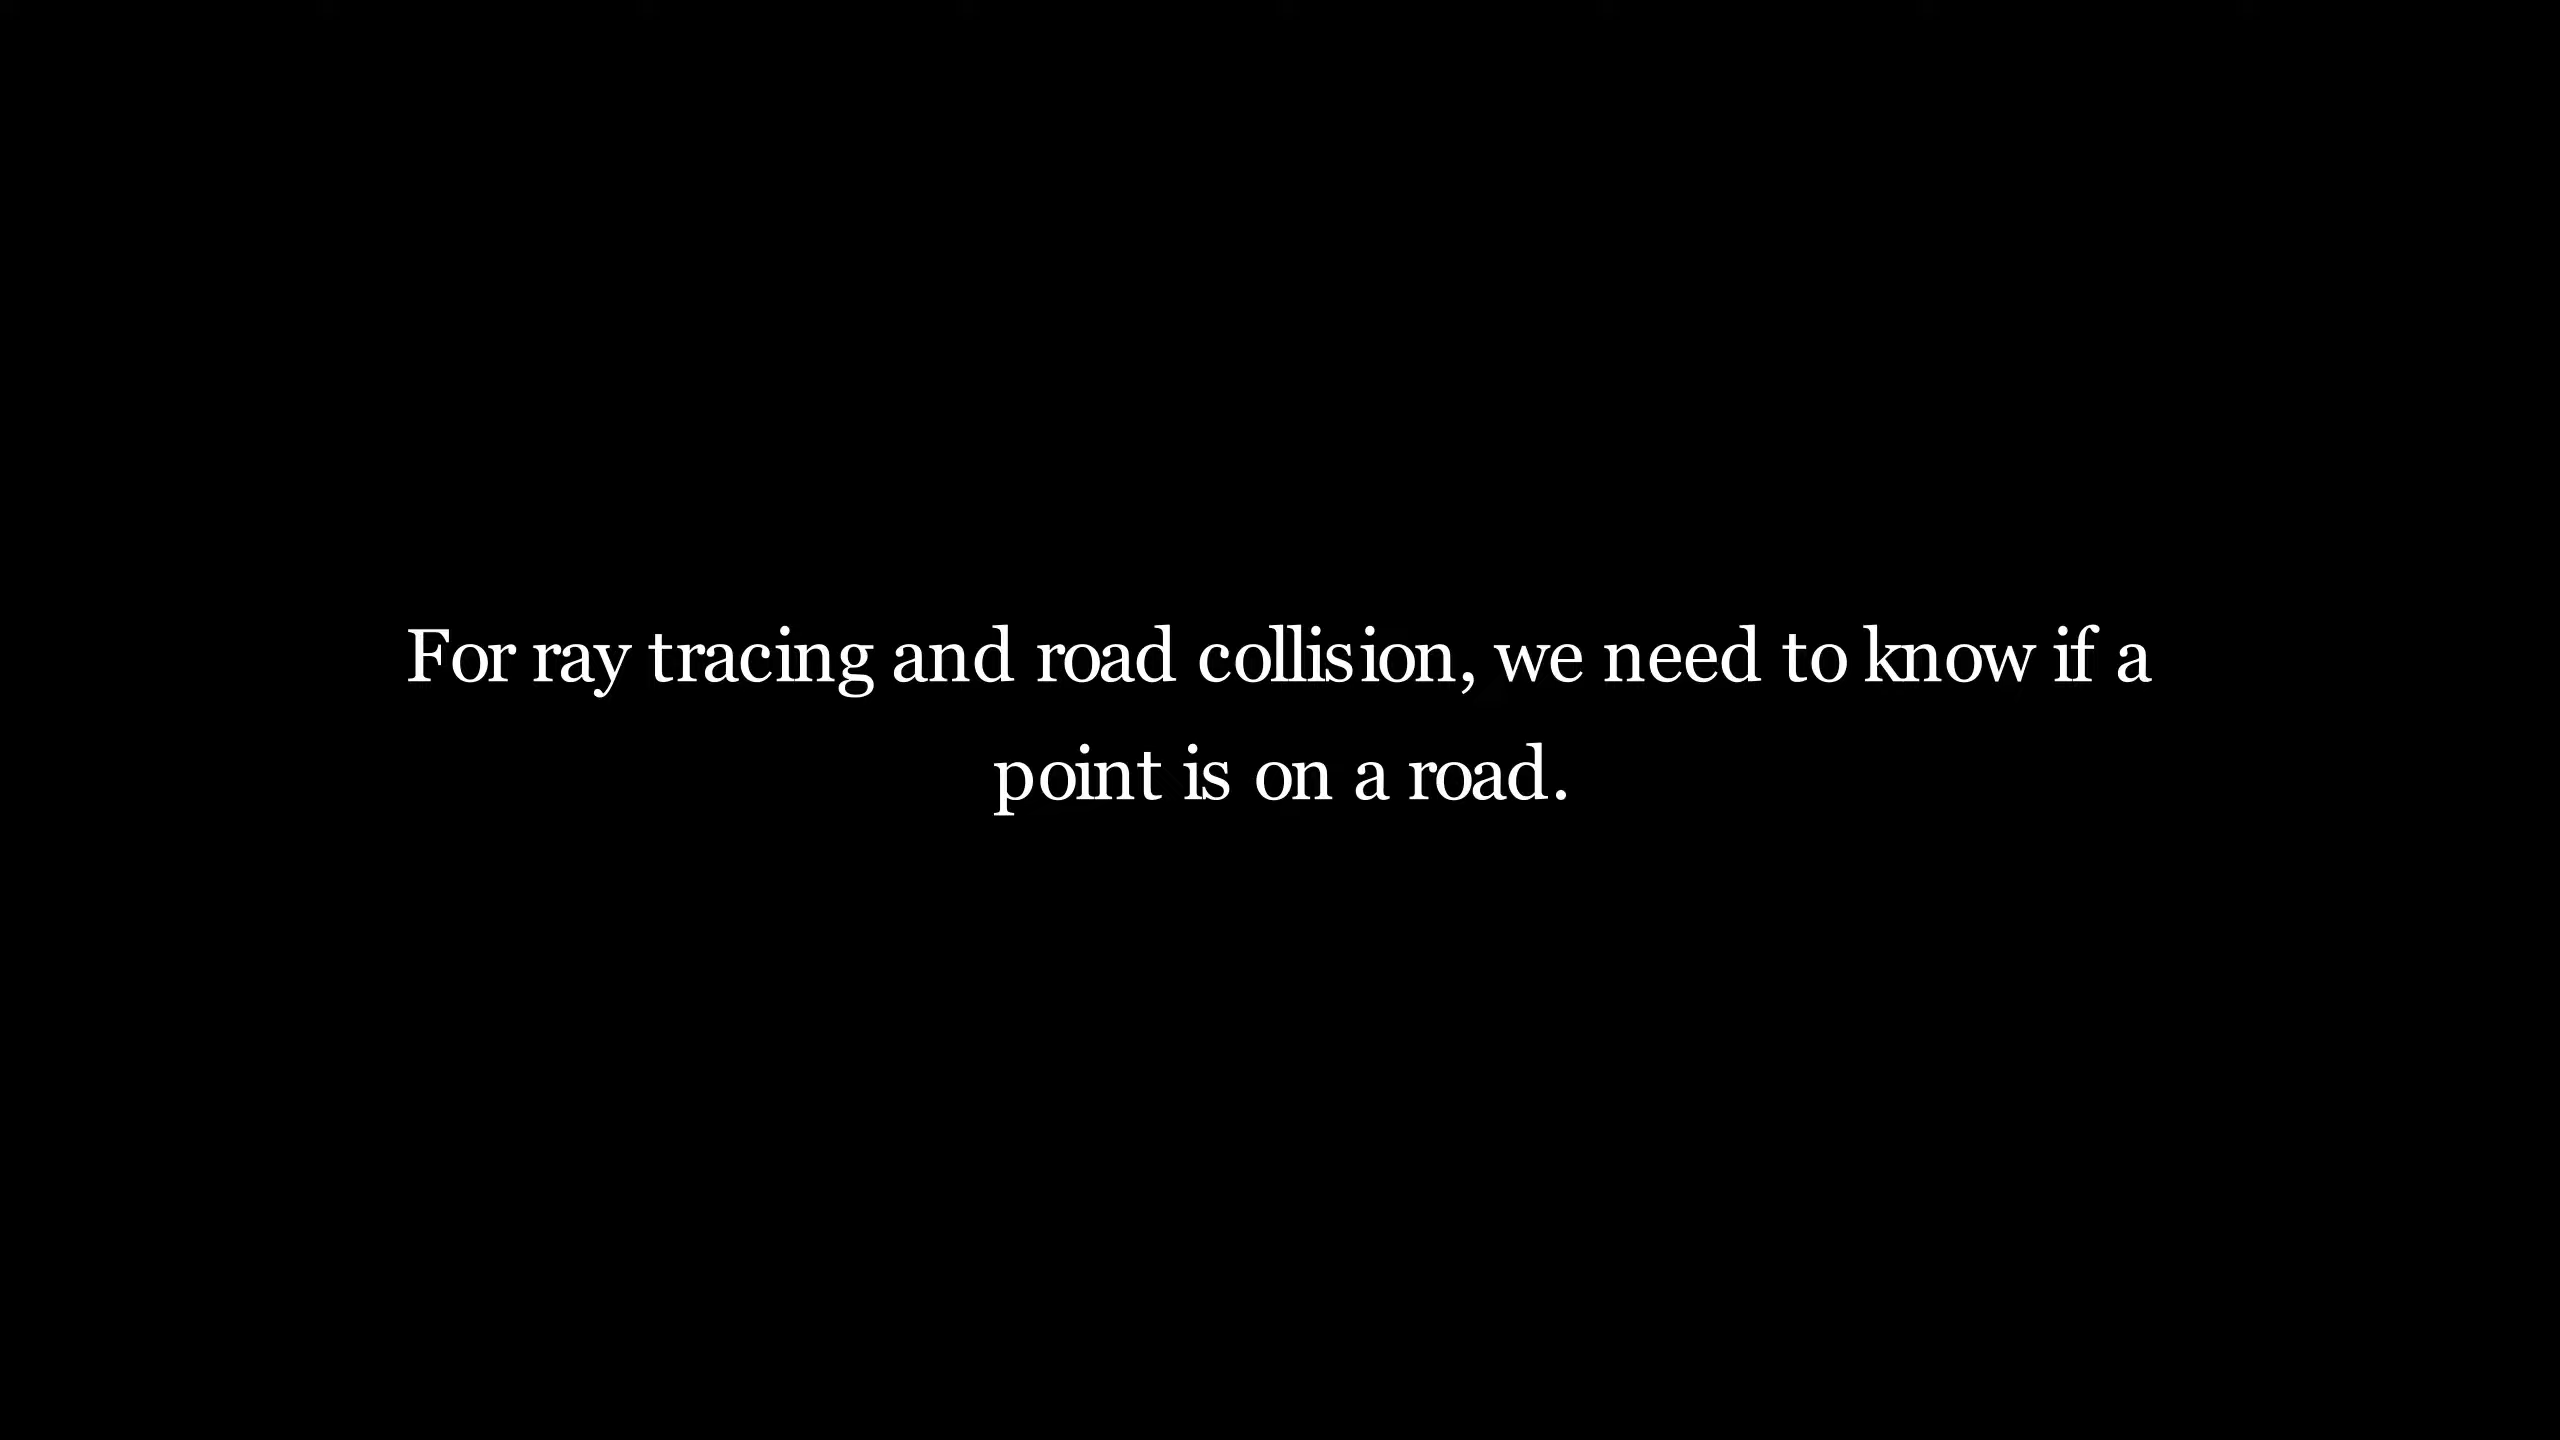 For ray tracing and road collision, we need to know if a
point is on a road.